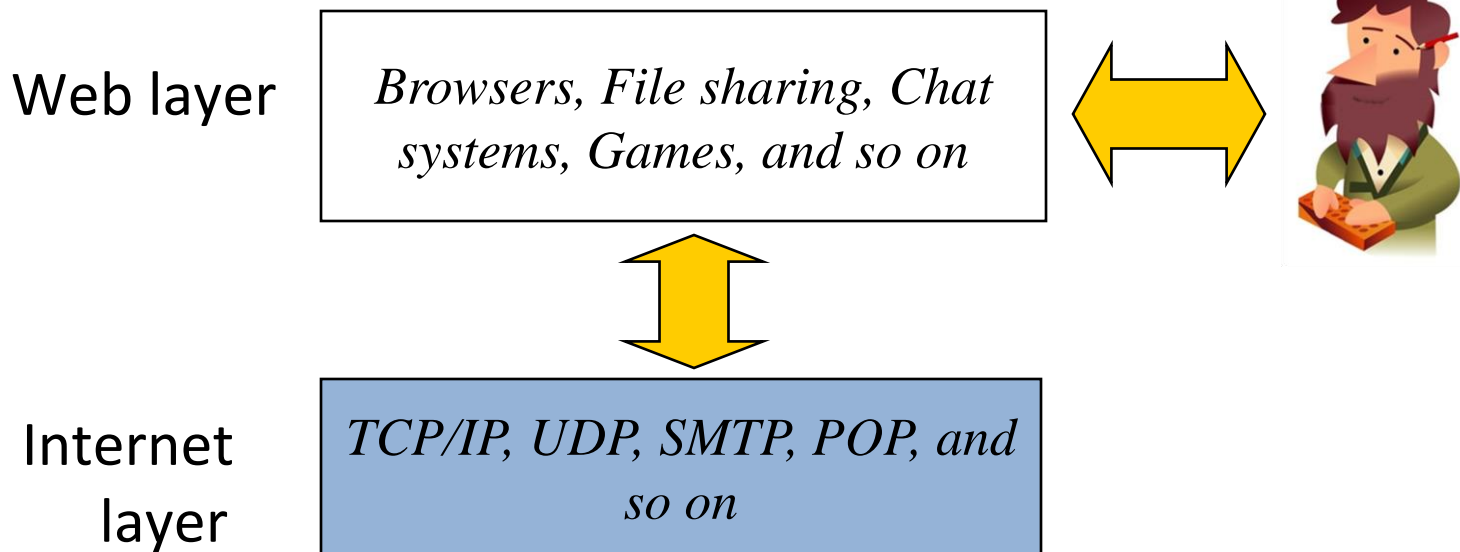 Web layer
Browsers, File sharing, Chat
systems, Games, and so on
Internet
layer
TCP/IP, UDP, SMTP, POP, and
so on